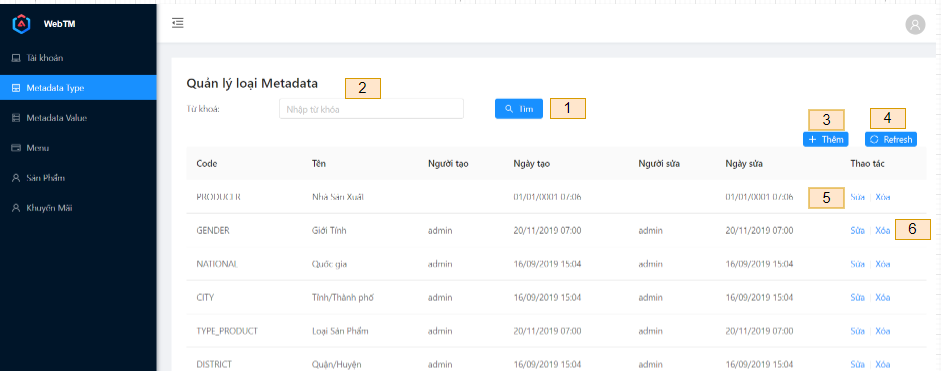 WebTM
Tài khoản
Metadata Type
Metadata Value
Menu
Sản Phẩm
Khuyến Mãi
Quản lý loại Metadata
2
Từ khoá:
Nhập từ khóa
Tìm
1
3
4
Thêm
Refresh
Code Tên Người tạo Ngày tạo Người sửa Ngày sửa Thao tác
PRODUCER Nhà Sản Xuất 01/01/0001 07:06 01/01/0001 07:06 5 Sửa Xóa
GENDER Giới Tính admin 20/11/2019 07:00 admin 20/11/2019 07:00 Sửa Xóa 6
NATIONAL Quốc gia admin 16/09/2019 15:04 admin 16/09/2019 15:04 Sửa Xóa
CITY Tỉnh/Thành phố admin 16/09/2019 15:04 admin 16/09/2019 15:04 Sửa Xóa
TYPE_PRODUCT Loại Sản Phẩm admin 20/11/2019 07:00 admin 20/11/2019 07:00 Sửa Xóa
DISTRICT Quận/Huyện admin 16/09/2019 15:04 admin 16/09/2019 15:04 Sửa Xóa